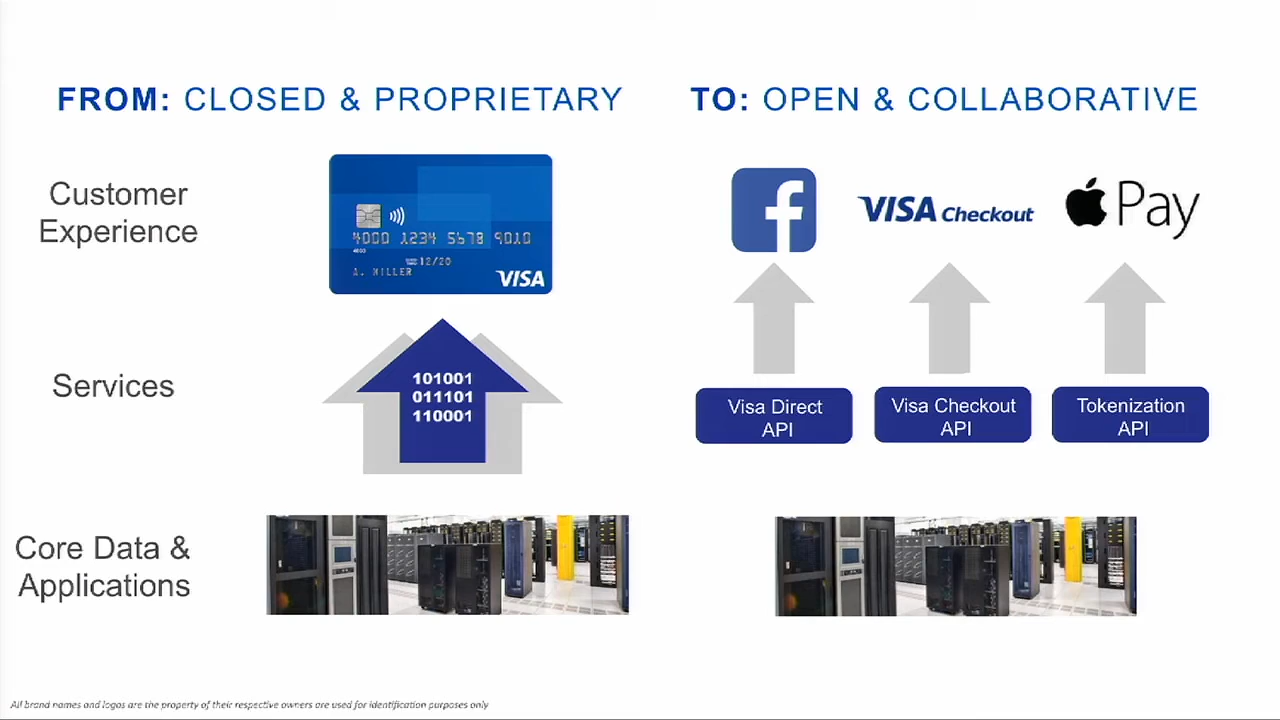 FROM: CLOSED & PROPRIETARY
TO: OPEN & COLLABORATIVE
Customer
Experience
4000 1234 5678 9010
4000
12/20
A. MILLER
VISA
VISA Checkout
Pay
Services
101001
011101
110001
Visa Direct
API
Visa Checkout
API
Tokenization
API
Core Data &
Applications
All brand names and logos are the property of their respective owners are used for identification purposes only